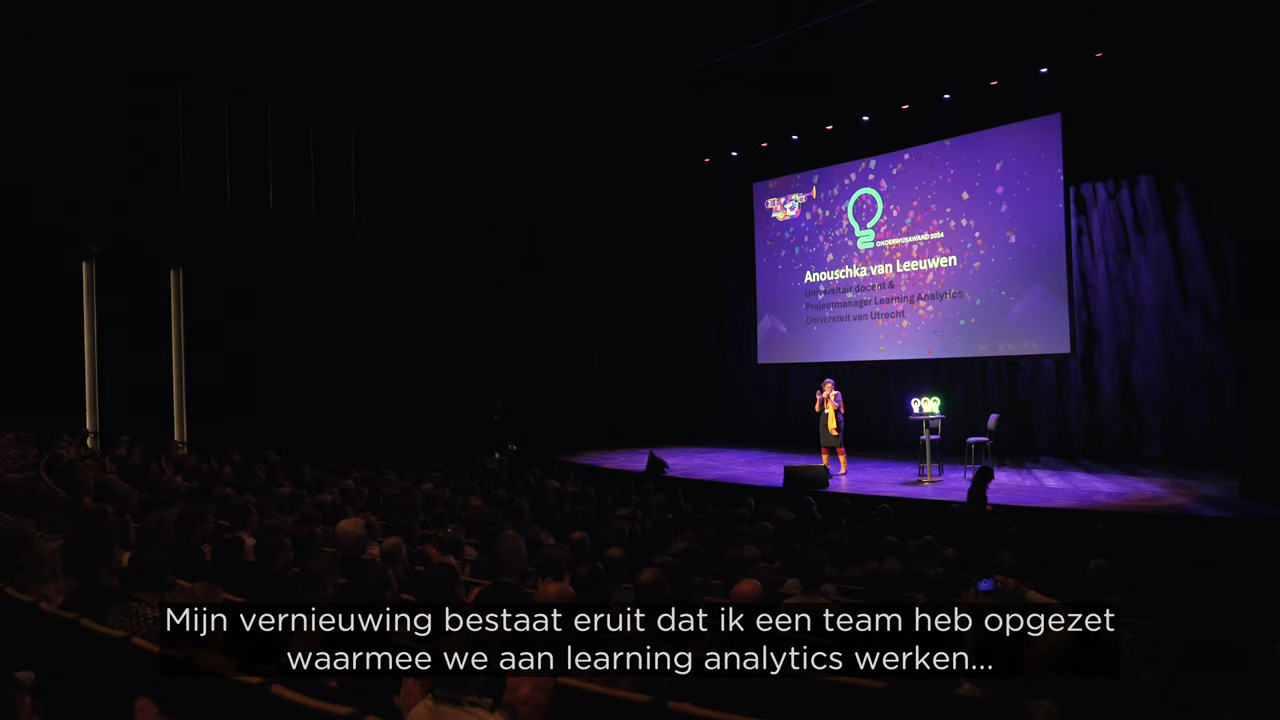 ONDERWIJSAWARD 2024
Anouschka van Leeuwen
Universitair docent &
Projectmanager Learning Analytics
Universteit van Utrecht
Mijn vernieuwing bestaat eruit dat ik een team heb opgezet
waarmee we aan learning analytics werken...